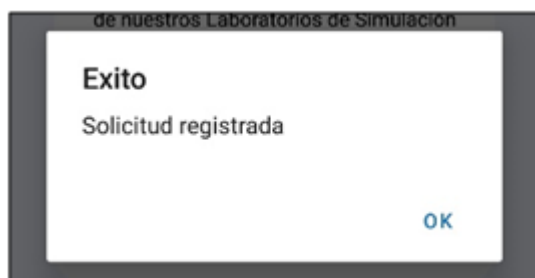 de nuestros Laboratorios de Simulación
Exito
Solicitud registrada
OK